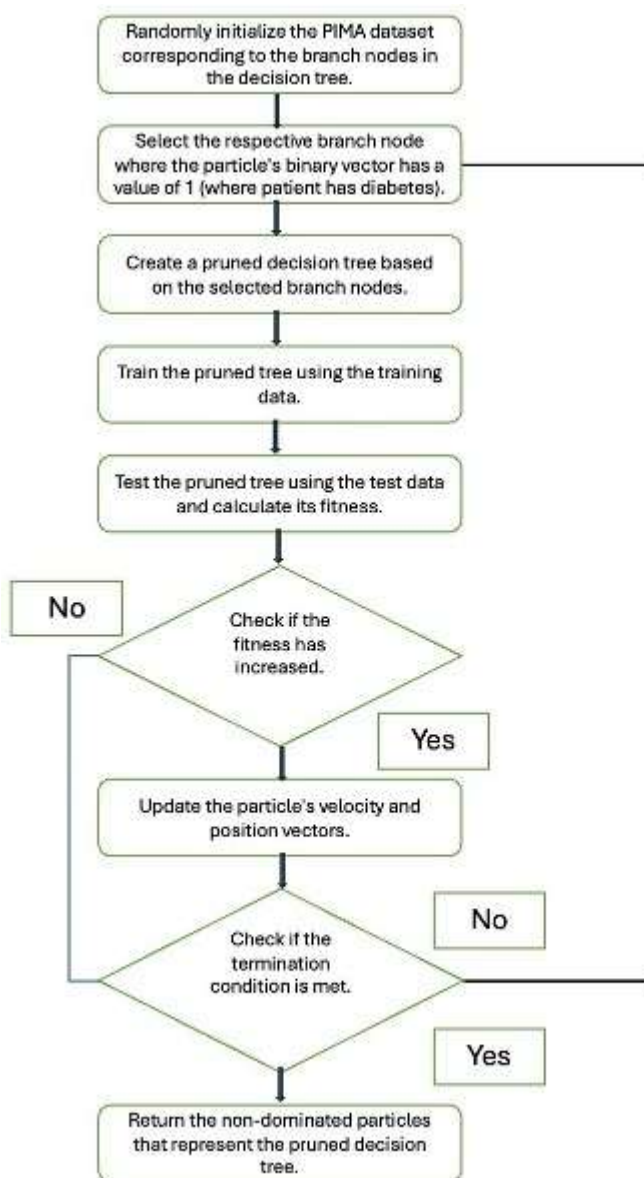 Randomly initialize the PIMA dataset
corresponding to the branch nodes in
the decision tree.
Select the respective branch node
where the particle's binary vector has a
value of 1 (where patient has diabetes).
Create a pruned decision tree based
on the selected branch nodes.
Train the pruned tree using the training
data.
Test the pruned tree using the test data
and calculate its fitness.
No
Check if the
fitness has
increased.
Yes
Update the particle's velocity and
position vectors.
No
Check if the
termination
condition is met.
Yes
Return the non-dominated particles
that represent the pruned decision
tree.